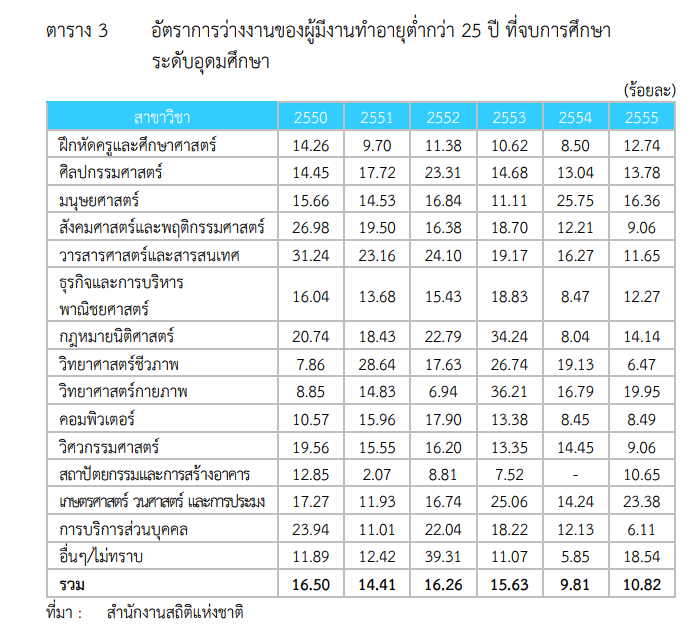 ตาราง 3 อัตราการว่างงานของผู้มีงานทำอายุต่ำกว่า 25 ปี ที่จบการศึกษา
ระดับอุดมศึกษา
(ร้อยละ)
สาขาวิชา 2550 2551 2552 2553 2554 2555
ฝึกหัดครูและศึกษาศาสตร์ 14.26 9.70 11.38 10.62 8.50 12.74
ศิลปกรรมศาสตร์ 14.45 17.72 23.31 14.68 13.04 13.78
มนุษยศาสตร์ 15.66 14.53 16.84 11.11 25.75 16.36
สังคมศาสตร์และพฤติกรรมศาสตร์ 26.98 19.50 16.38 18.70 12.21 9.06
วารสารศาสตร์และสารสนเทศ 31.24 23.16 24.10 19.17 16.27 11.65
ธุรกิจและการบริหาร
พาณิชยศาสตร์ 16.04 13.68 15.43 18.83 8.47 12.27
กฎหมายนิติศาสตร์ 20.74 18.43 22.79 34.24 8.04 14.14
วิทยาศาสตร์ชีวภาพ 7.86 28.64 17.63 26.74 19.13 6.47
วิทยาศาสตร์กายภาพ 8.85 14.83 6.94 36.21 16.79 19.95
คอมพิวเตอร์ 10.57 15.96 17.90 13.38 8.45 8.49
วิศวกรรมศาสตร์ 19.56 15.55 16.20 13.35 14.45 9.06
สถาปัตยกรรมและการสร้างอาคาร 12.85 2.07 8.81 7.52 - 10.65
เกษตรศาสตร์ วนศาสตร์ และการประมง 17.27 11.93 16.74 25.06 14.24 23.38
การบริการส่วนบุคคล 23.94 11.01 22.04 18.22 12.13 6.11
อื่นๆ/ไม่ทราบ 11.89 12.42 39.31 11.07 5.85 18.54
รวม 16.50 14.41 16.26 15.63 9.81 10.82
ที่มา : สำนักงานสถิติแห่งชาติ